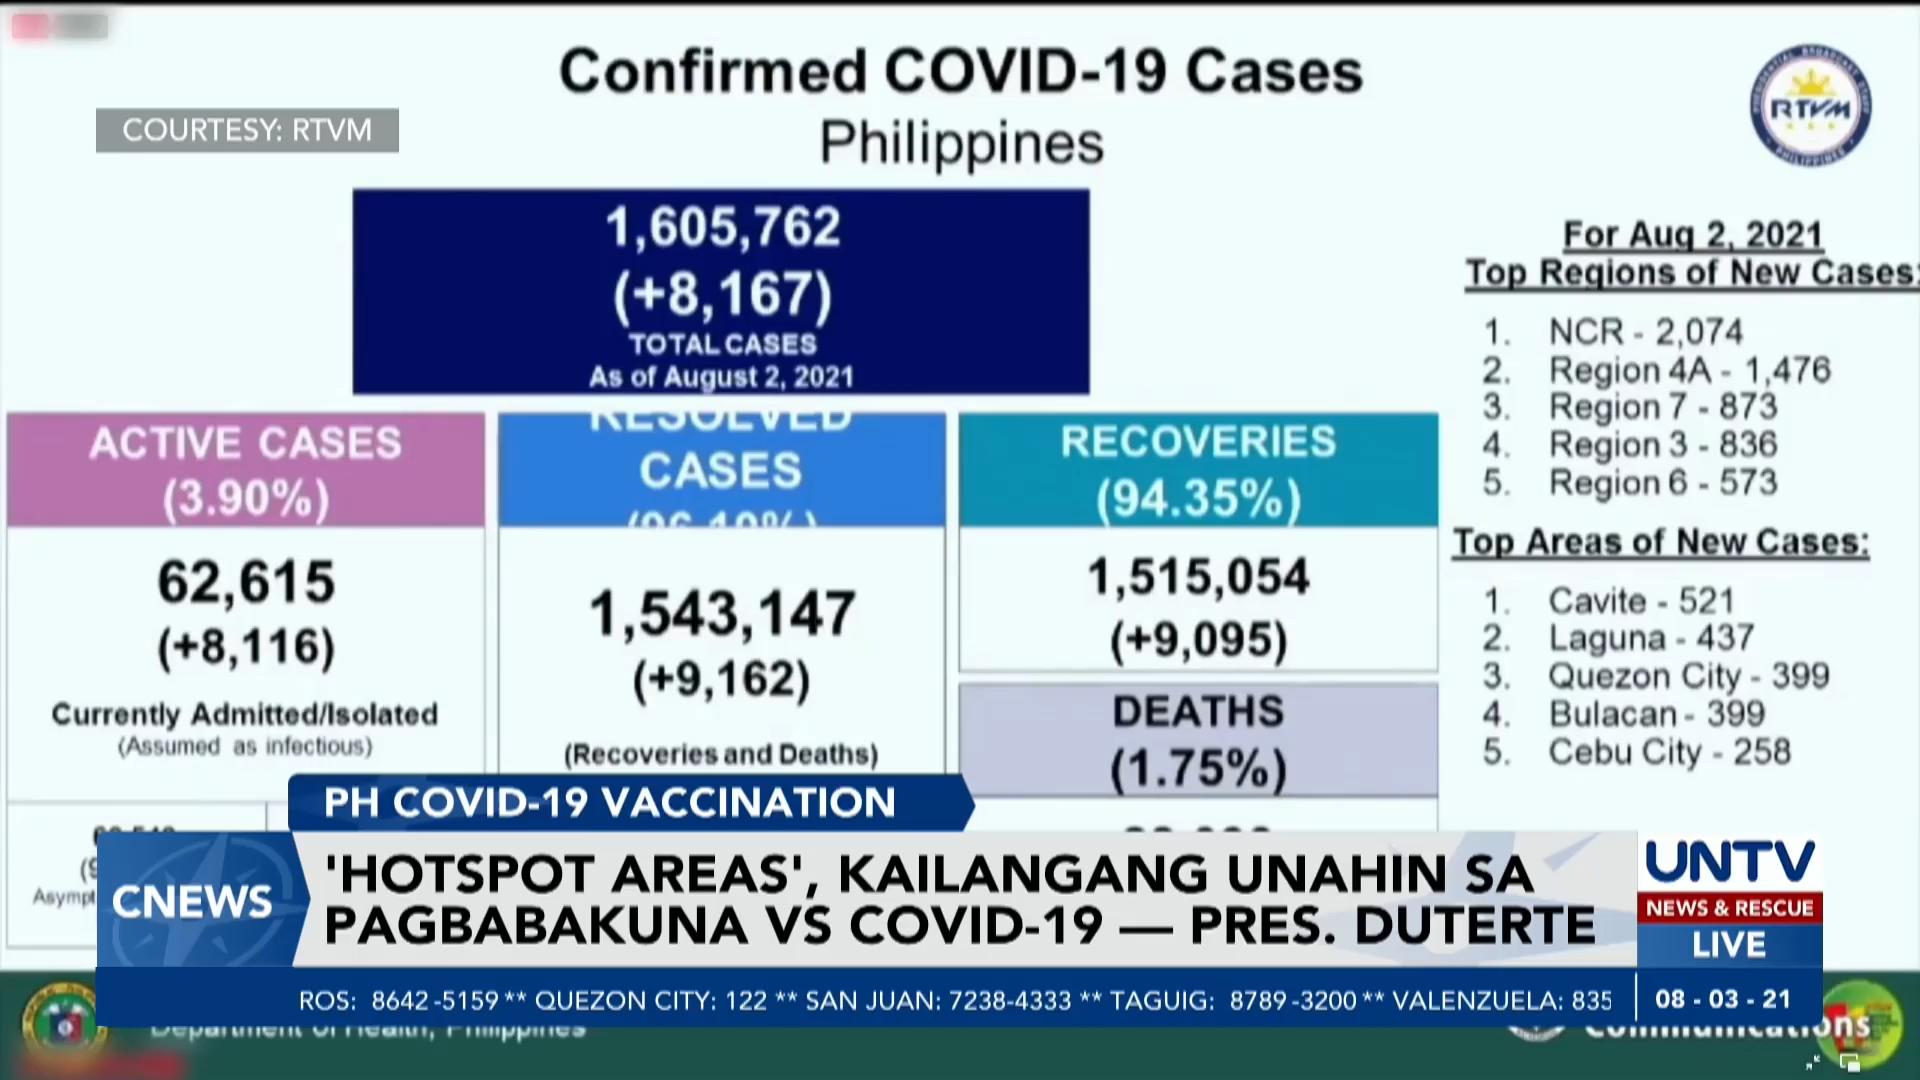 Confirmed COVID-19 Cases
Philippines
COURTESY: RTVM
RTVM
PHILIPPINES
1,605,762
(+8,167)
TOTAL CASES
As of August 2, 2021
ACTIVE CASES
(3.90%)
62,615
(+8,116)
Currently Admitted/Isolated
(Assumed as infectious)
RESOLVED
CASES
1,543,147
(+9,162)
(Recoveries and Deaths)
RECOVERIES
(94.35%)
1,515,054
(+9,095)
DEATHS
(1.75%)
For Aug 2, 2021
Top Regions of New Cases:
1. NCR - 2,074
2. Region 4A - 1,476
3. Region 7 - 873
4. Region 3 - 836
5. Region 6 - 573
Top Areas of New Cases:
1. Cavite - 521
2. Laguna - 437
3. Quezon City - 399
4. Bulacan - 399
5. Cebu City - 258
PH COVID-19 VACCINATION
CNEWS
'HOTSPOT AREAS', KAILANGANG UNAHIN SA
PAGBABAKUNA VS COVID-19 — PRES. DUTERTE
UNTV
NEWS & RESCUE
LIVE
ROS: 8642-5159 ** QUEZON CITY: 122 ** SAN JUAN: 7238-4333 ** TAGUIG: 8789-3200 ** VALENZUELA: 835
08 - 03 - 21
Department of Health, Philippines
Communications